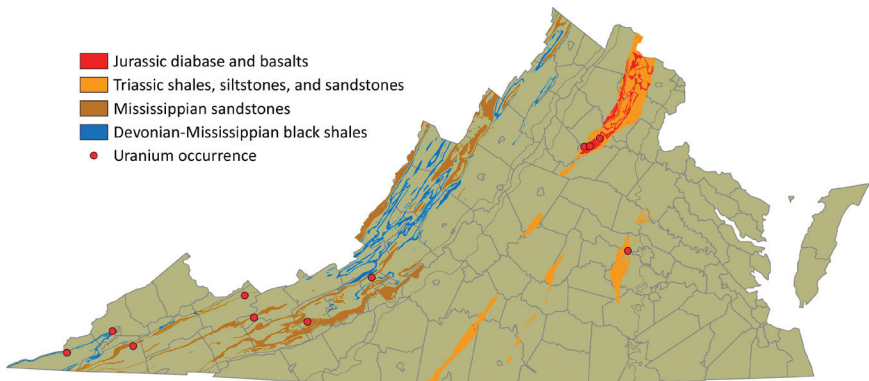 Jurassic diabase and basalts
Triassic shales, siltstones, and sandstones
Mississippian sandstones
Devonian-Mississippian black shales
Uranium occurrence